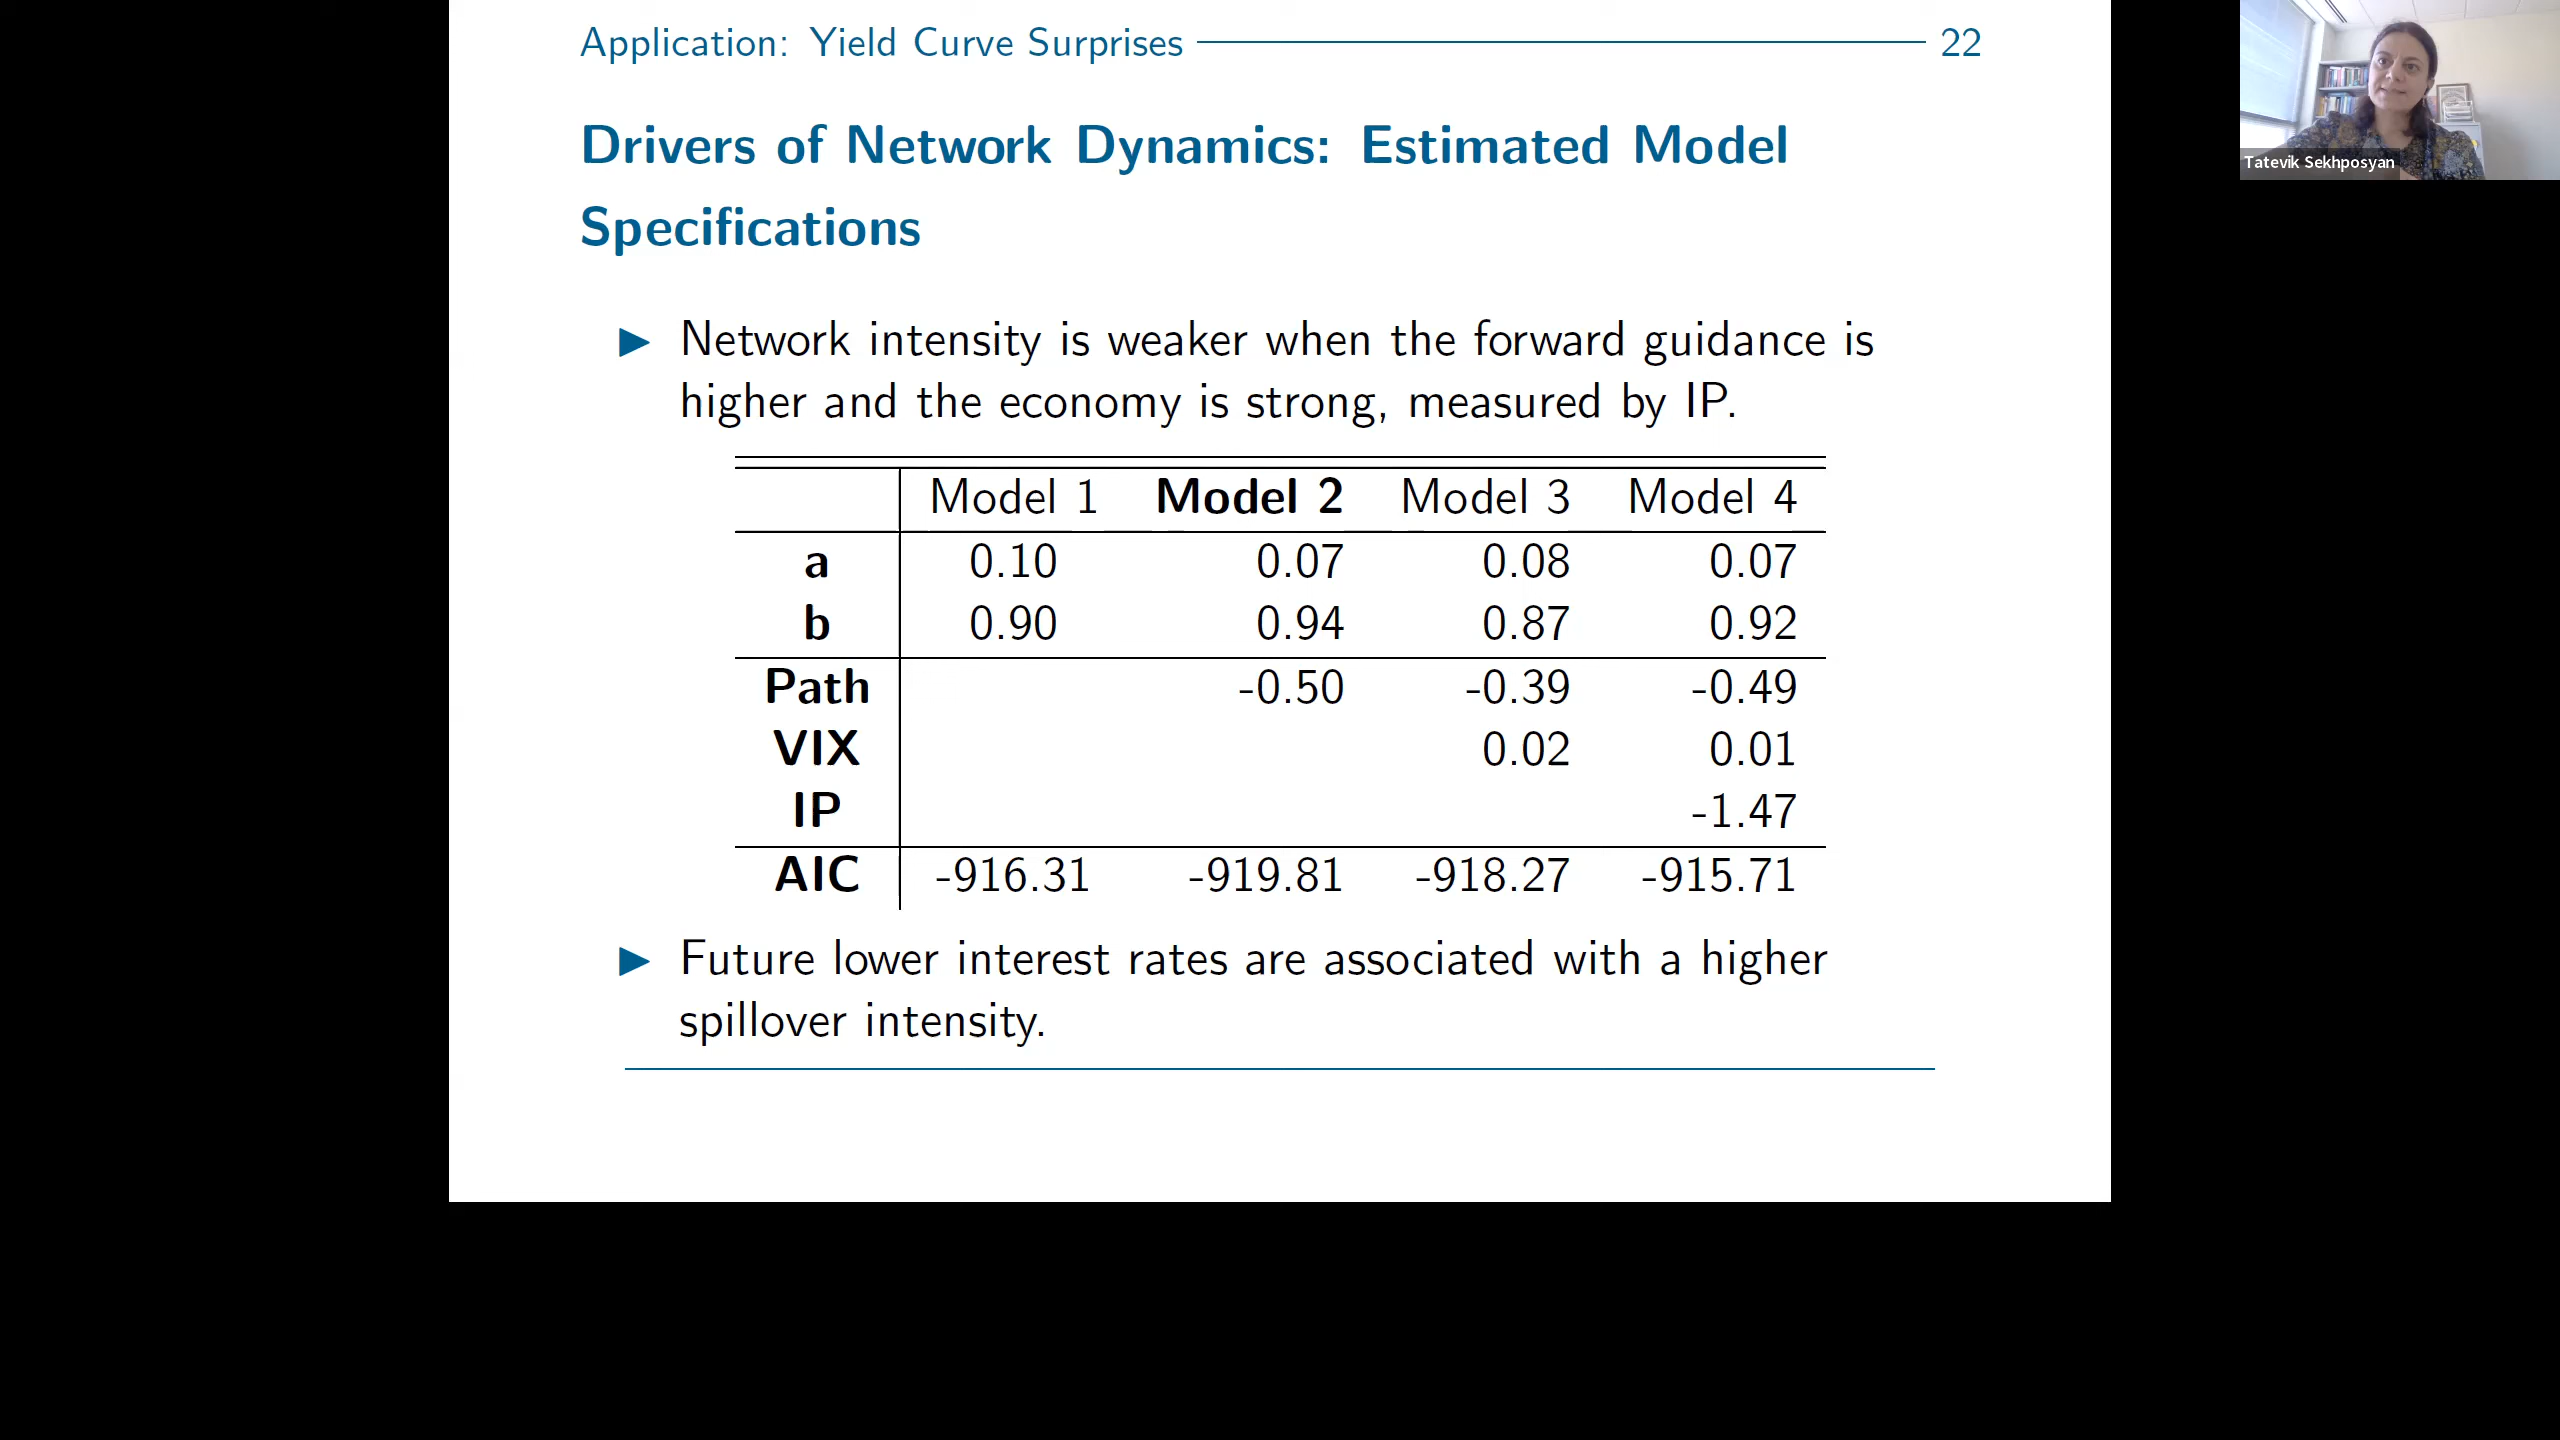 Application: Yield Curve Surprises 22
Tatevik Sekhposyan
Drivers of Network Dynamics: Estimated Model
Specifications
▶ Network intensity is weaker when the forward guidance is
higher and the economy is strong, measured by IP.
Model 1 Model 2 Model 3 Model 4
a 0.10 0.07 0.08 0.07
b 0.90 0.94 0.87 0.92
Path -0.50 -0.39 -0.49
VIX 0.02 0.01
IP -1.47
AIC -916.31 -919.81 -918.27 -915.71
▶ Future lower interest rates are associated with a higher
spillover intensity.